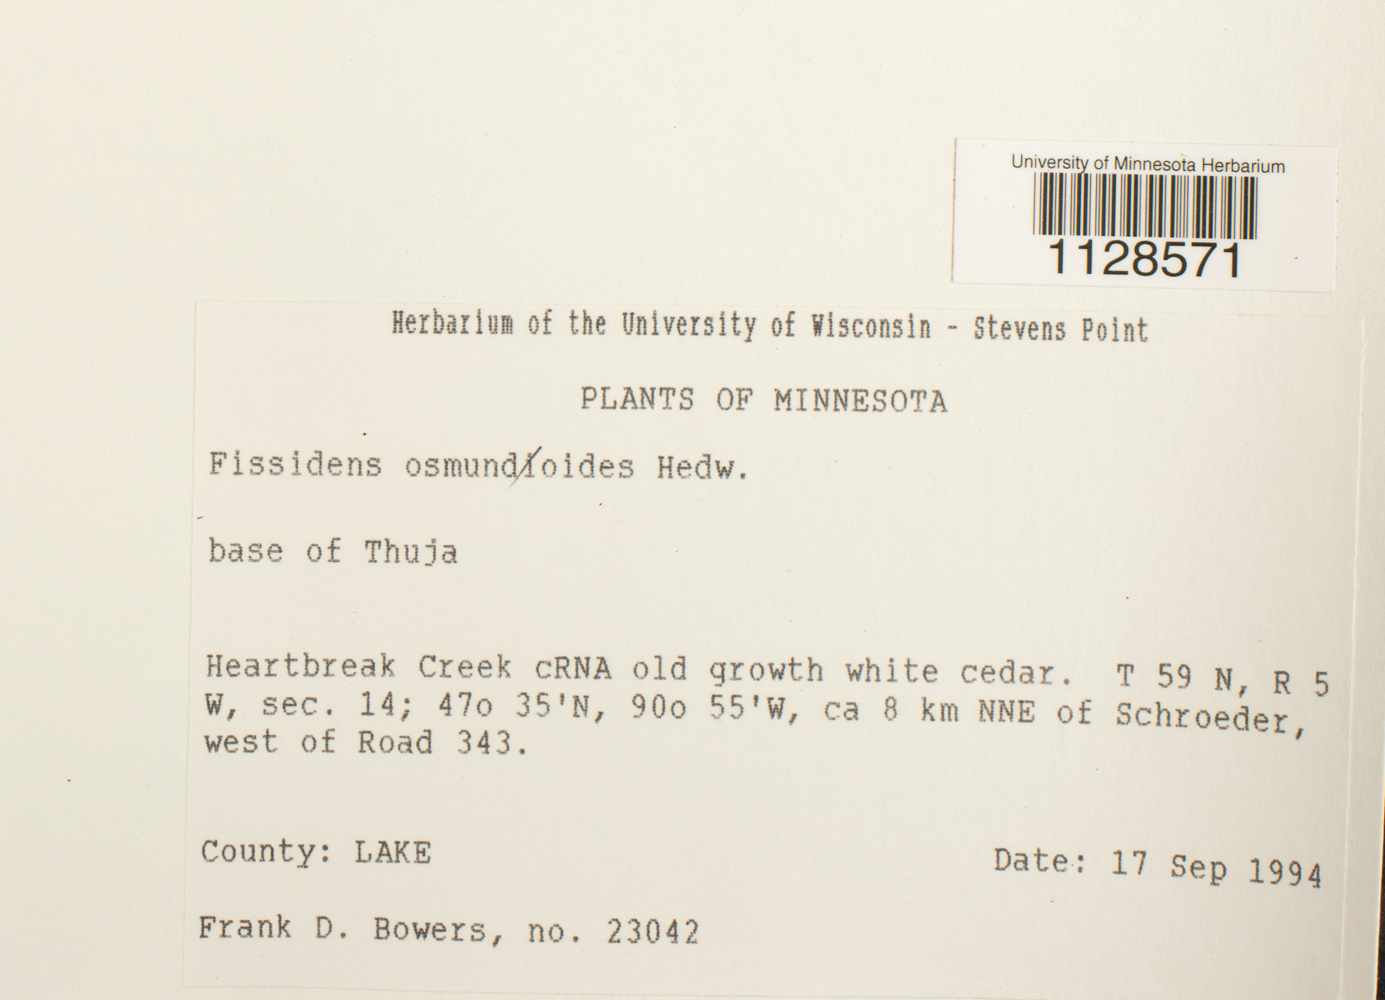 University of Minnesota Herbarium
1128571
Herbarium of the University of Wisconsin - Stevens Point
PLANTS OF MINNESOTA
Fissidens osmundioides Hedw.
base of Thuja
Heartbreak Creek cRNA old growth white cedar. T 59 N, R 5
W, sec. 14; 47o 35'N, 90o 55'W, ca 8 km NNE of Schroeder,
west of Road 343.
County: LAKE
Date: 17 Sep 1994
Frank D. Bowers, no. 23042